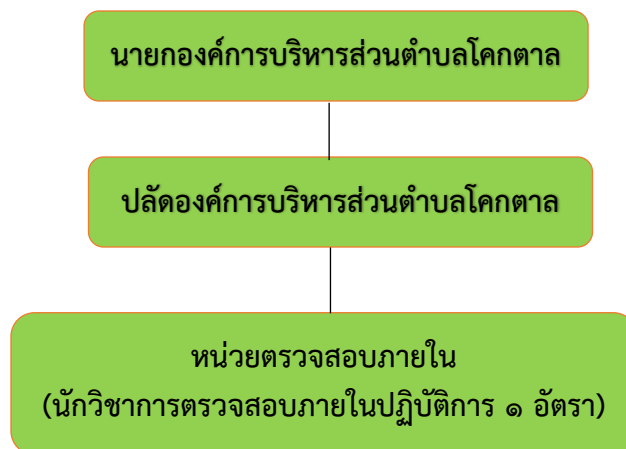 นายกองค์การบริหารส่วนตำบลโคกตาล
ปลัดองค์การบริหารส่วนตำบลโคกตาล
หน่วยตรวจสอบภายใน
(นักวิชาการตรวจสอบภายในปฏิบัติการ ๑ อัตรา)